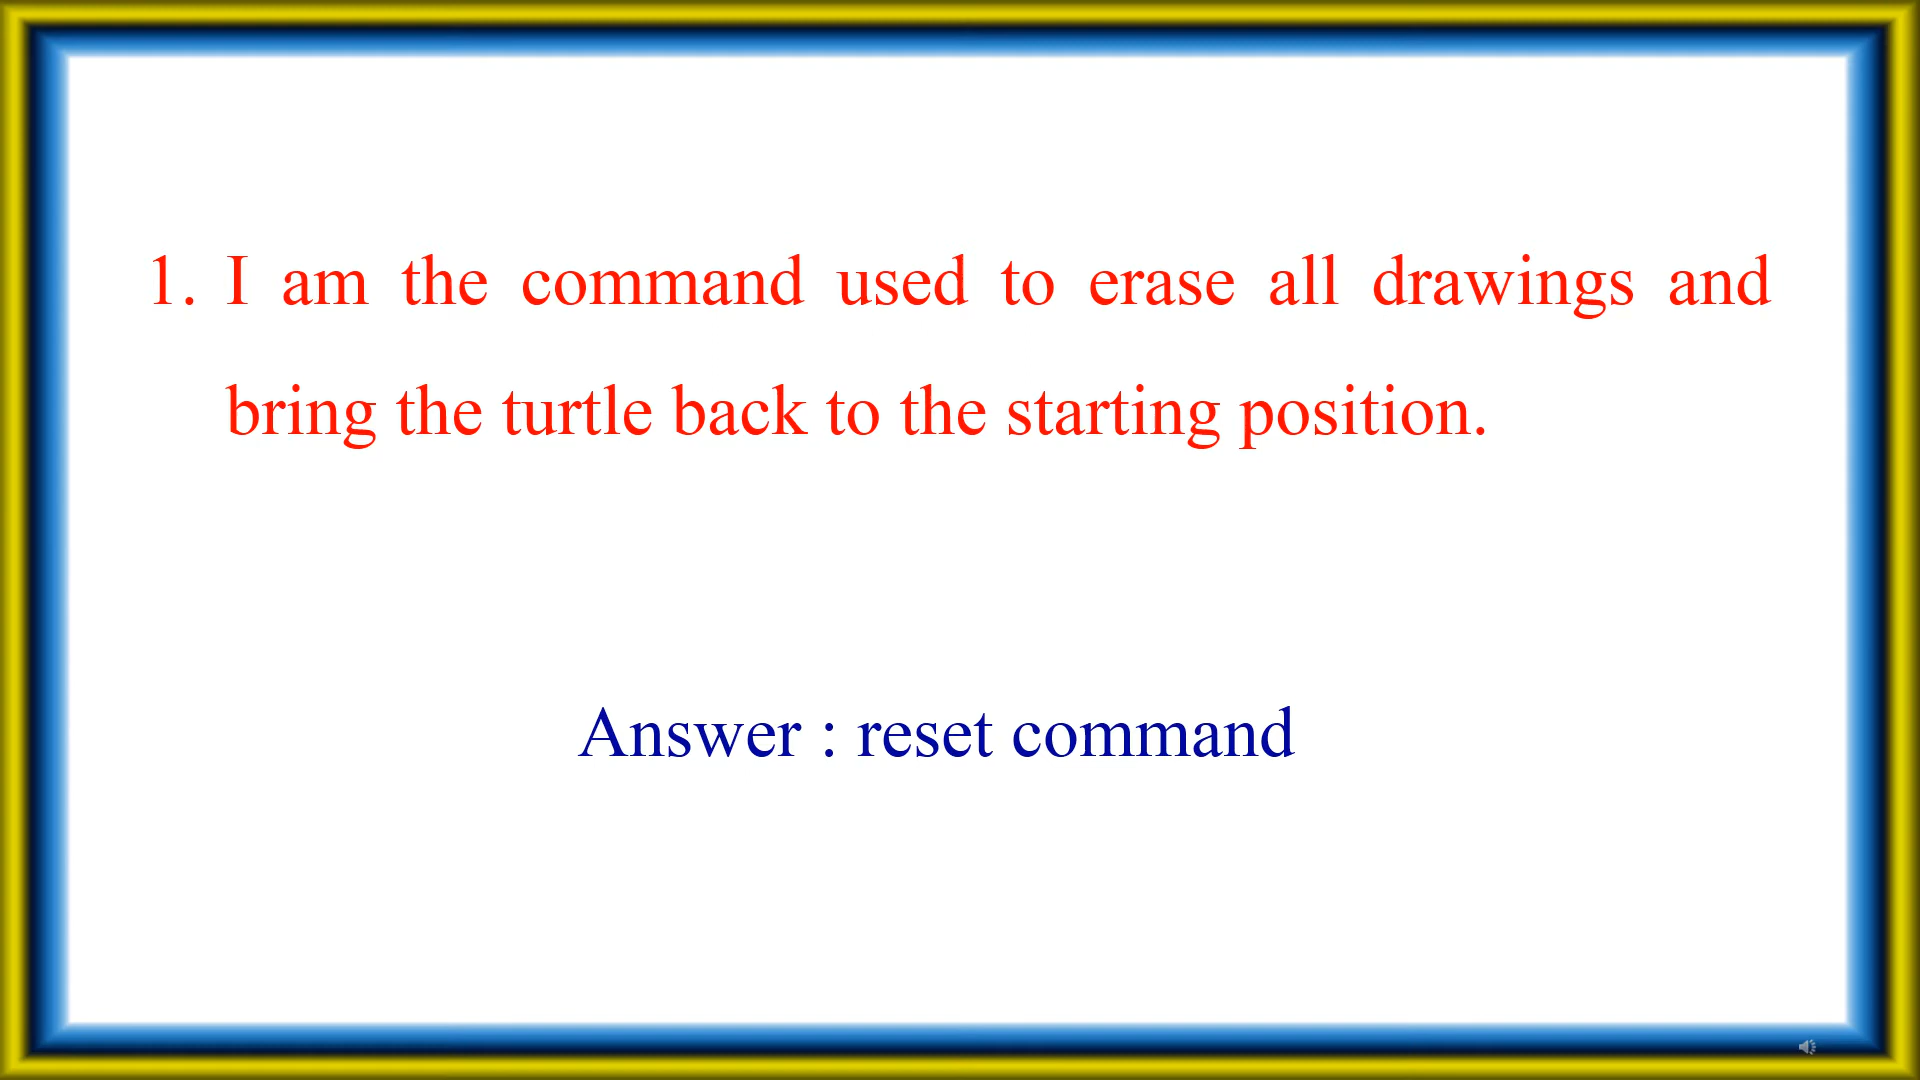 1. I am the command used to erase all drawings and
bring the turtle back to the starting position.
Answer : reset command